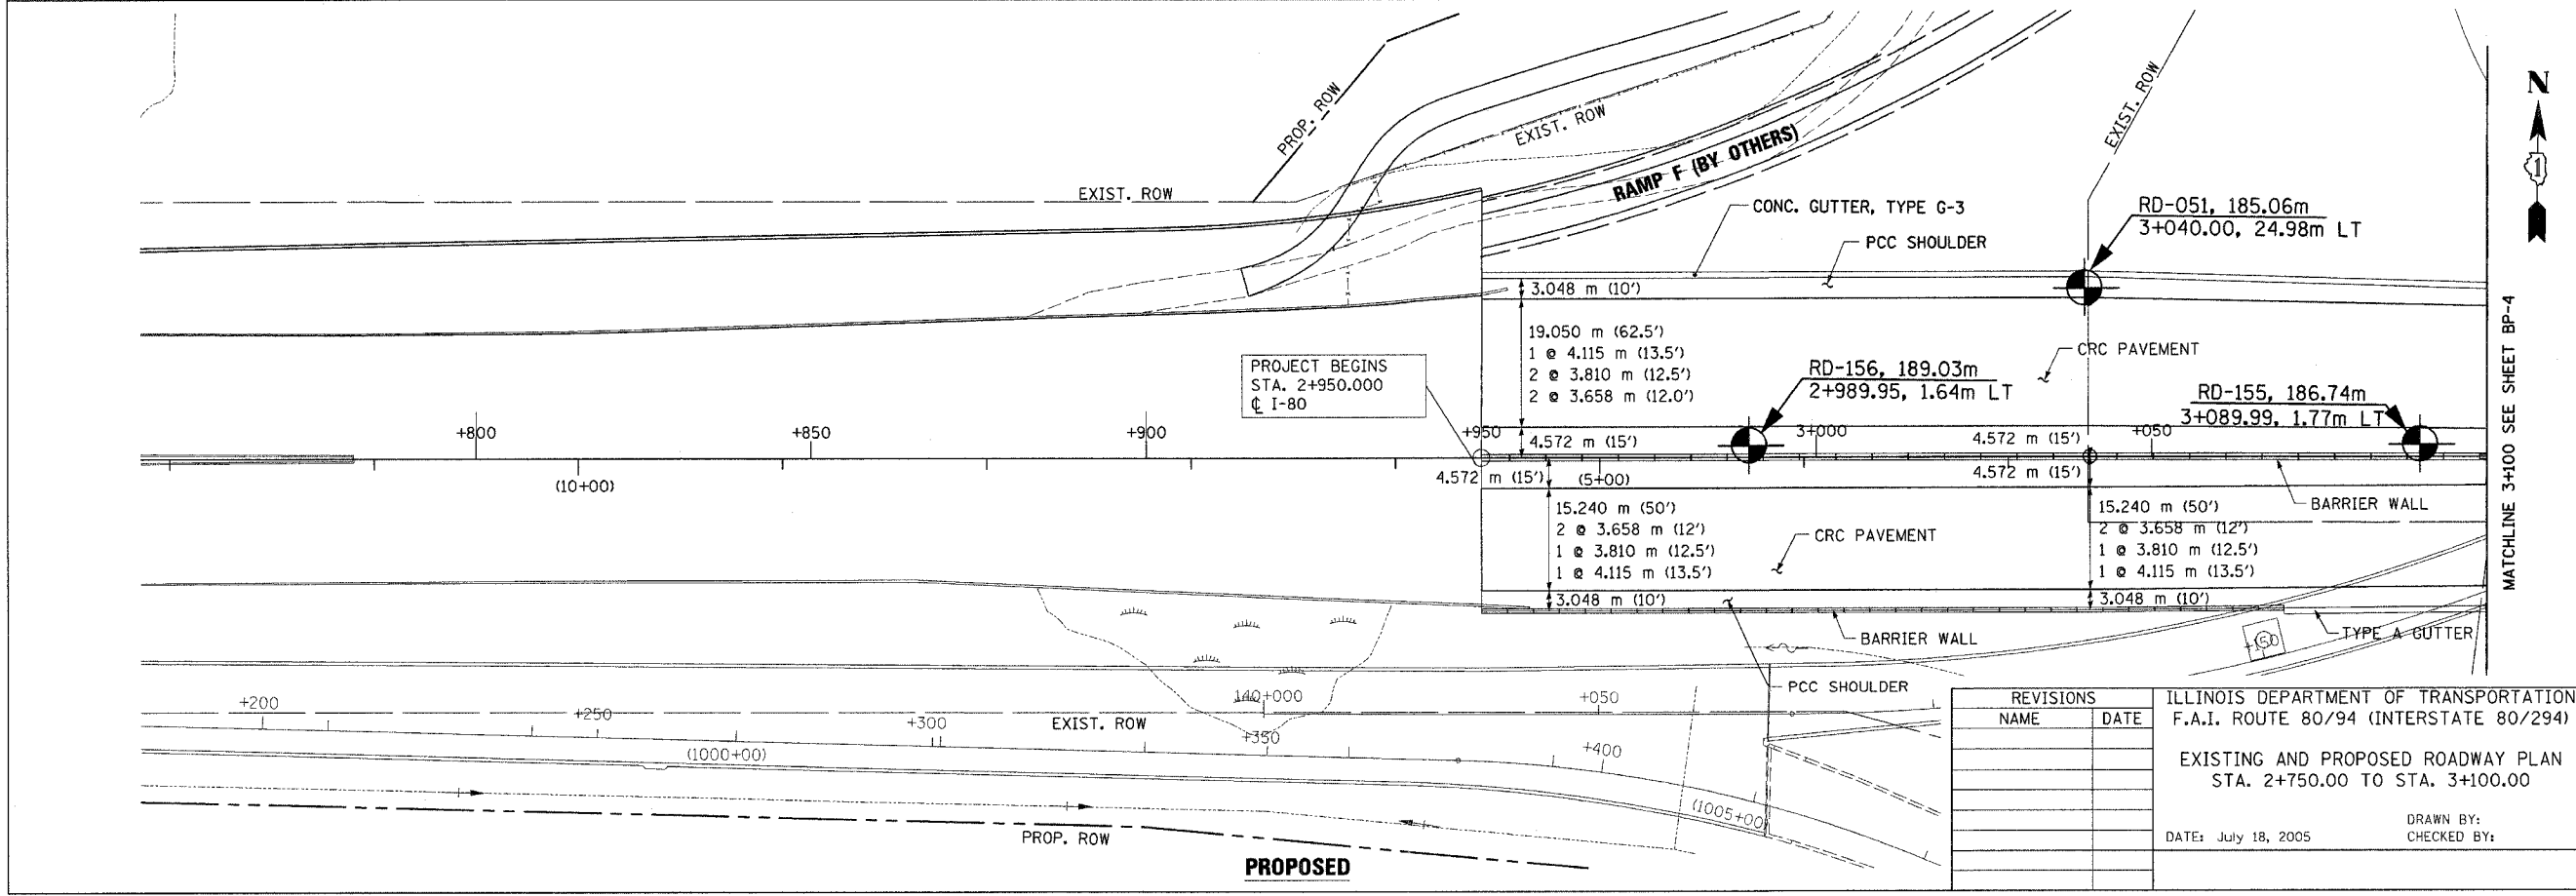 N
1
PROP. ROW
EXIST. ROW
EXIST. ROW
EXIST. ROW
RAMP F (BY OTHERS)
CONC. GUTTER, TYPE G-3
PCC SHOULDER
RD-051, 185.06m
3+040.00, 24.98m LT
3.048 m (10')
19.050 m (62.5')
1 @ 4.115 m (13.5')
2 @ 3.810 m (12.5')
2 @ 3.658 m (12.0')
CRC PAVEMENT
PROJECT BEGINS
STA. 2+950.000
℄ I-80
RD-156, 189.03m
2+989.95, 1.64m LT
RD-155, 186.74m
3+089.99, 1.77m LT
MATCHLINE 3+100 SEE SHEET BP-4
+800
+850
+900
+950
3+000
+050
4.572 m (15')
4.572 m (15')
4.572 m (15')
4.572 m (15')
(10+00)
(5+00)
BARRIER WALL
15.240 m (50')
2 @ 3.658 m (12')
1 @ 3.810 m (12.5')
1 @ 4.115 m (13.5')
CRC PAVEMENT
15.240 m (50')
2 @ 3.658 m (12')
1 @ 3.810 m (12.5')
1 @ 4.115 m (13.5')
3.048 m (10')
3.048 m (10')
BARRIER WALL
TYPE A GUTTER
+150
PCC SHOULDER
+200
+250
+300
140+000
+050
EXIST. ROW
+350
+400
(1000+00)
(1005+00
PROP. ROW
PROPOSED
REVISIONS
NAME DATE
ILLINOIS DEPARTMENT OF TRANSPORTATION
F.A.I. ROUTE 80/94 (INTERSTATE 80/294)
EXISTING AND PROPOSED ROADWAY PLAN
STA. 2+750.00 TO STA. 3+100.00
DRAWN BY:
DATE: July 18, 2005 CHECKED BY: